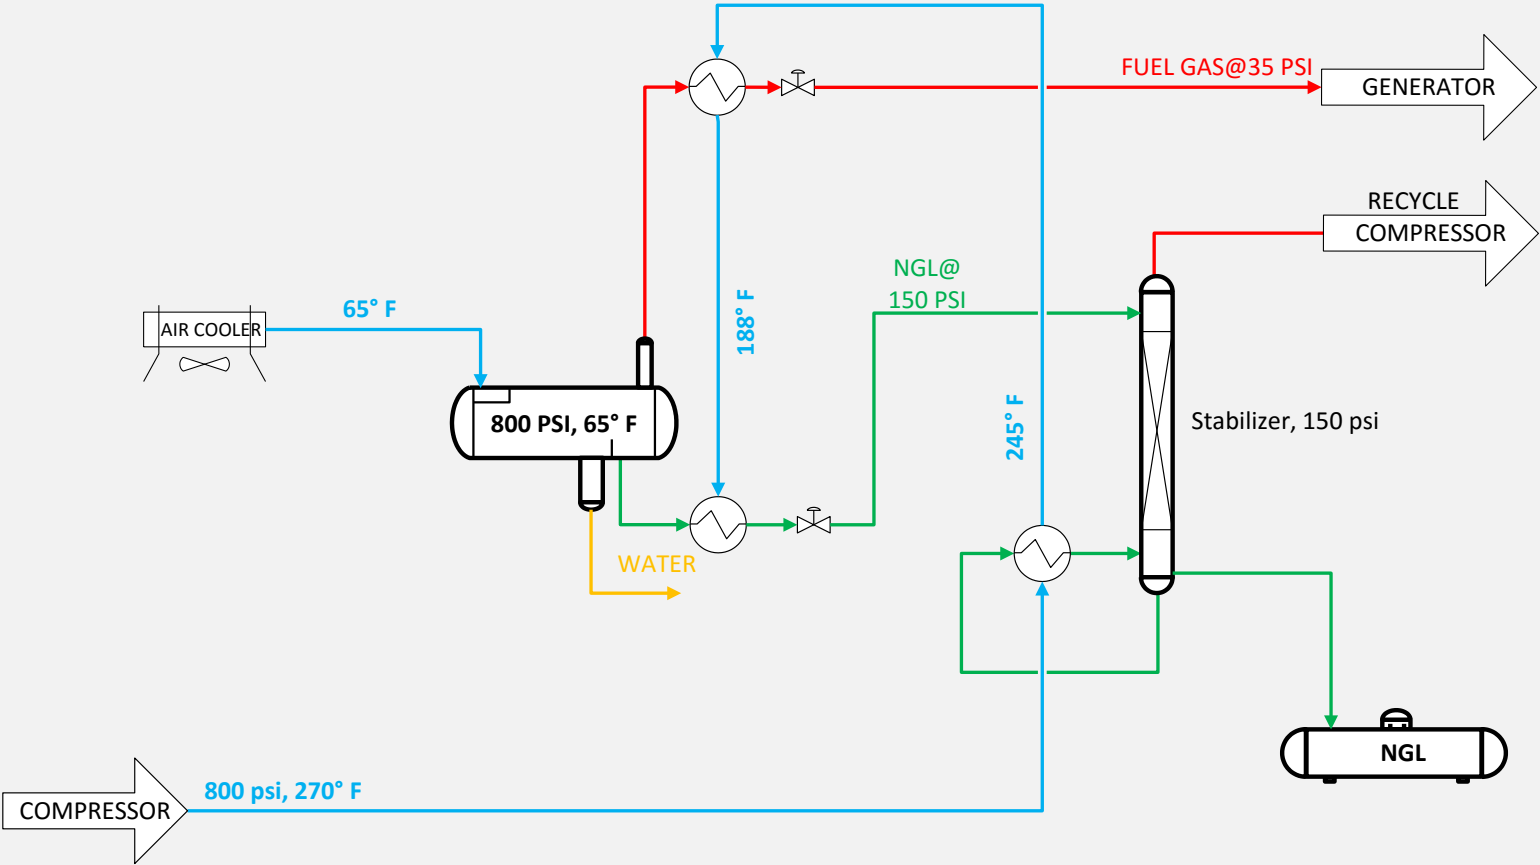 FUEL GAS@35 PSI
GENERATOR
RECYCLE
COMPRESSOR
NGL@
150 PSI
65° F
AIR COOLER
188° F
800 PSI, 65° F
245° F
Stabilizer, 150 psi
WATER
NGL
800 psi, 270° F
COMPRESSOR